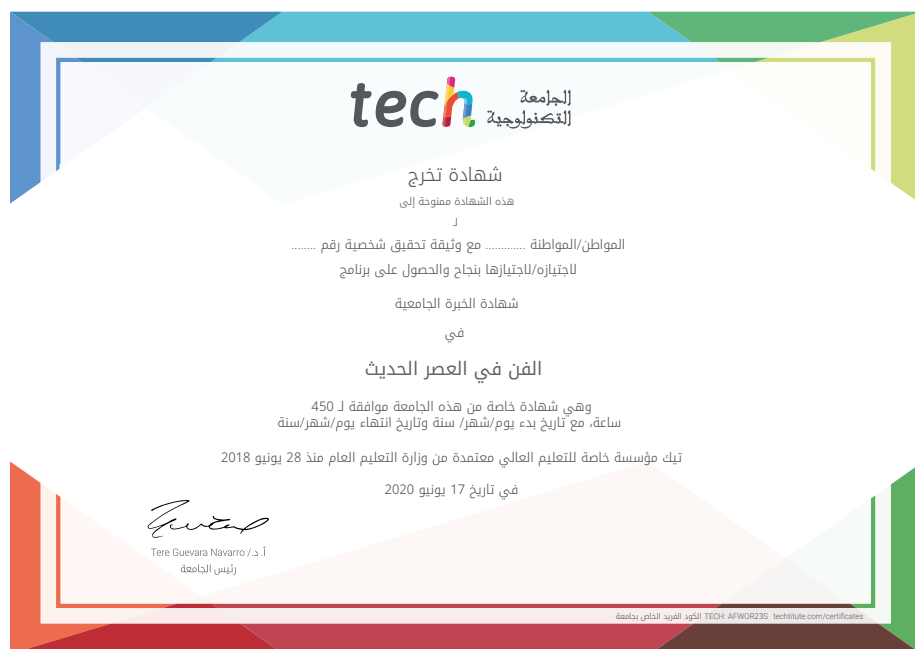 tech الجامعة
التكنولوجية
شهادة تخرج
هذه الشهادة ممنوحة إلى
لـ
المواطن/المواطنة ............. مع وثيقة تحقيق شخصية رقم ........
لاجتيازه/لاجتيازها بنجاح والحصول على برنامج
شهادة الخبرة الجامعية
في
الفن في العصر الحديث
وهي شهادة خاصة من هذه الجامعة موافقة لـ 450
ساعة، مع تاريخ بدء يوم/شهر/ سنة وتاريخ انتهاء يوم/شهر/سنة
تيك مؤسسة خاصة للتعليم العالي معتمدة من وزارة التعليم العام منذ 28 يونيو 2018
في تاريخ 17 يونيو 2020
أ. د./ Tere Guevara Navarro
رئيس الجامعة
الكود الفريد الخاص بجامعة TECH: AFWOR23S techtitute.com/certificates